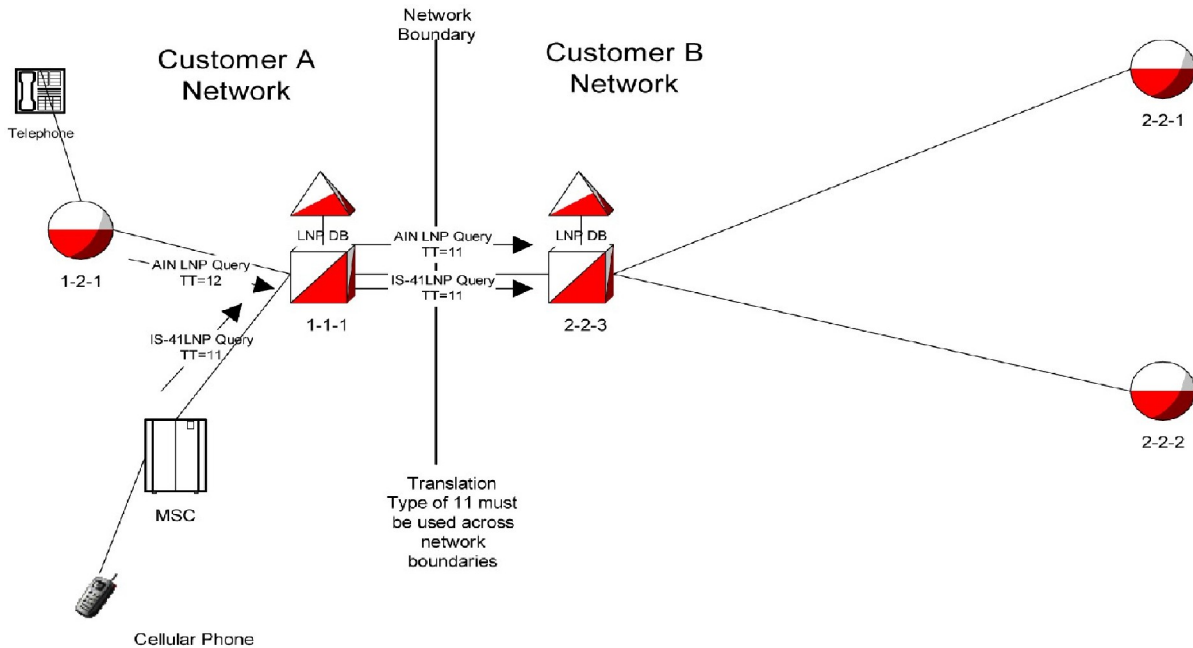 Network
Boundary
Customer A
Network
Customer B
Network
Telephone
2-2-1
LNP DB
AIN LNP Query
TT=11
LNP DB
1-2-1
AIN LNP Query
TT=12
IS-41LNP Query
TT=11
1-1-1
2-2-3
IS-41LNP Query
TT=11
2-2-2
MSC
Translation
Type of 11 must
be used across
network
boundaries
Cellular Phone